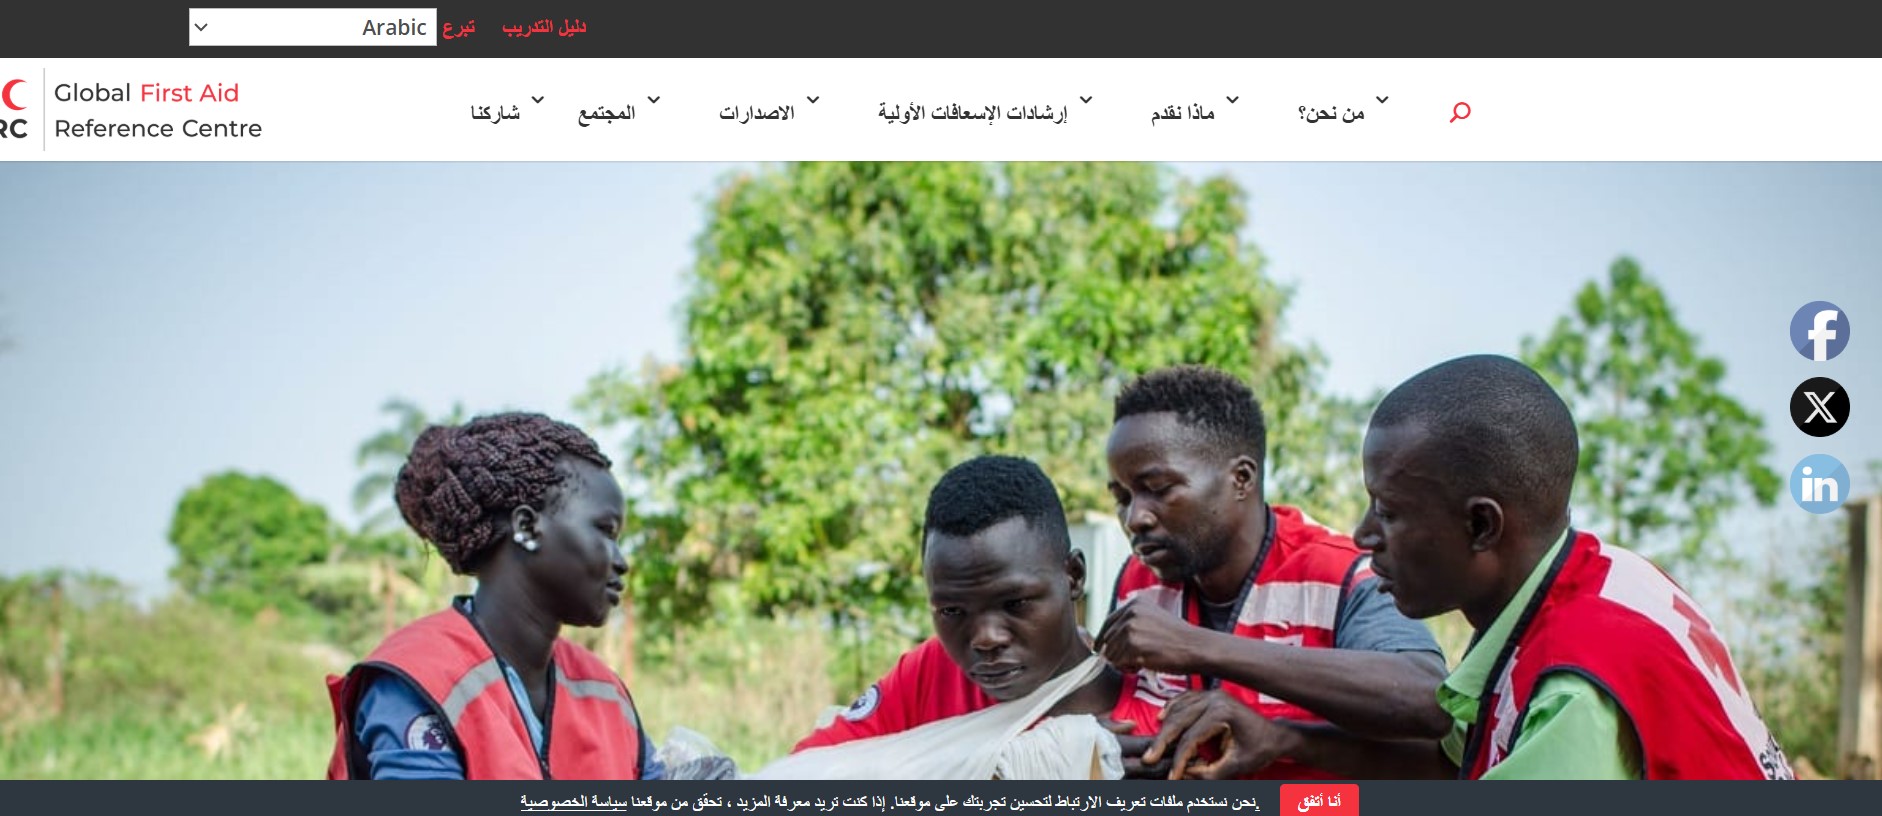 دليل التدريب
تبرع
Arabic
Global First Aid
Reference Centre
RC
من نحن؟
ماذا نقدم
إرشادات الإسعافات الأولية
الاصدارات
المجتمع
شاركنا
أنا أتفق
.نحن نستخدم ملفات تعريف الارتباط لتحسين تجربتك على موقعنا. إذا كنت تريد معرفة المزيد ، تحقق من موقعنا سياسة الخصوصية